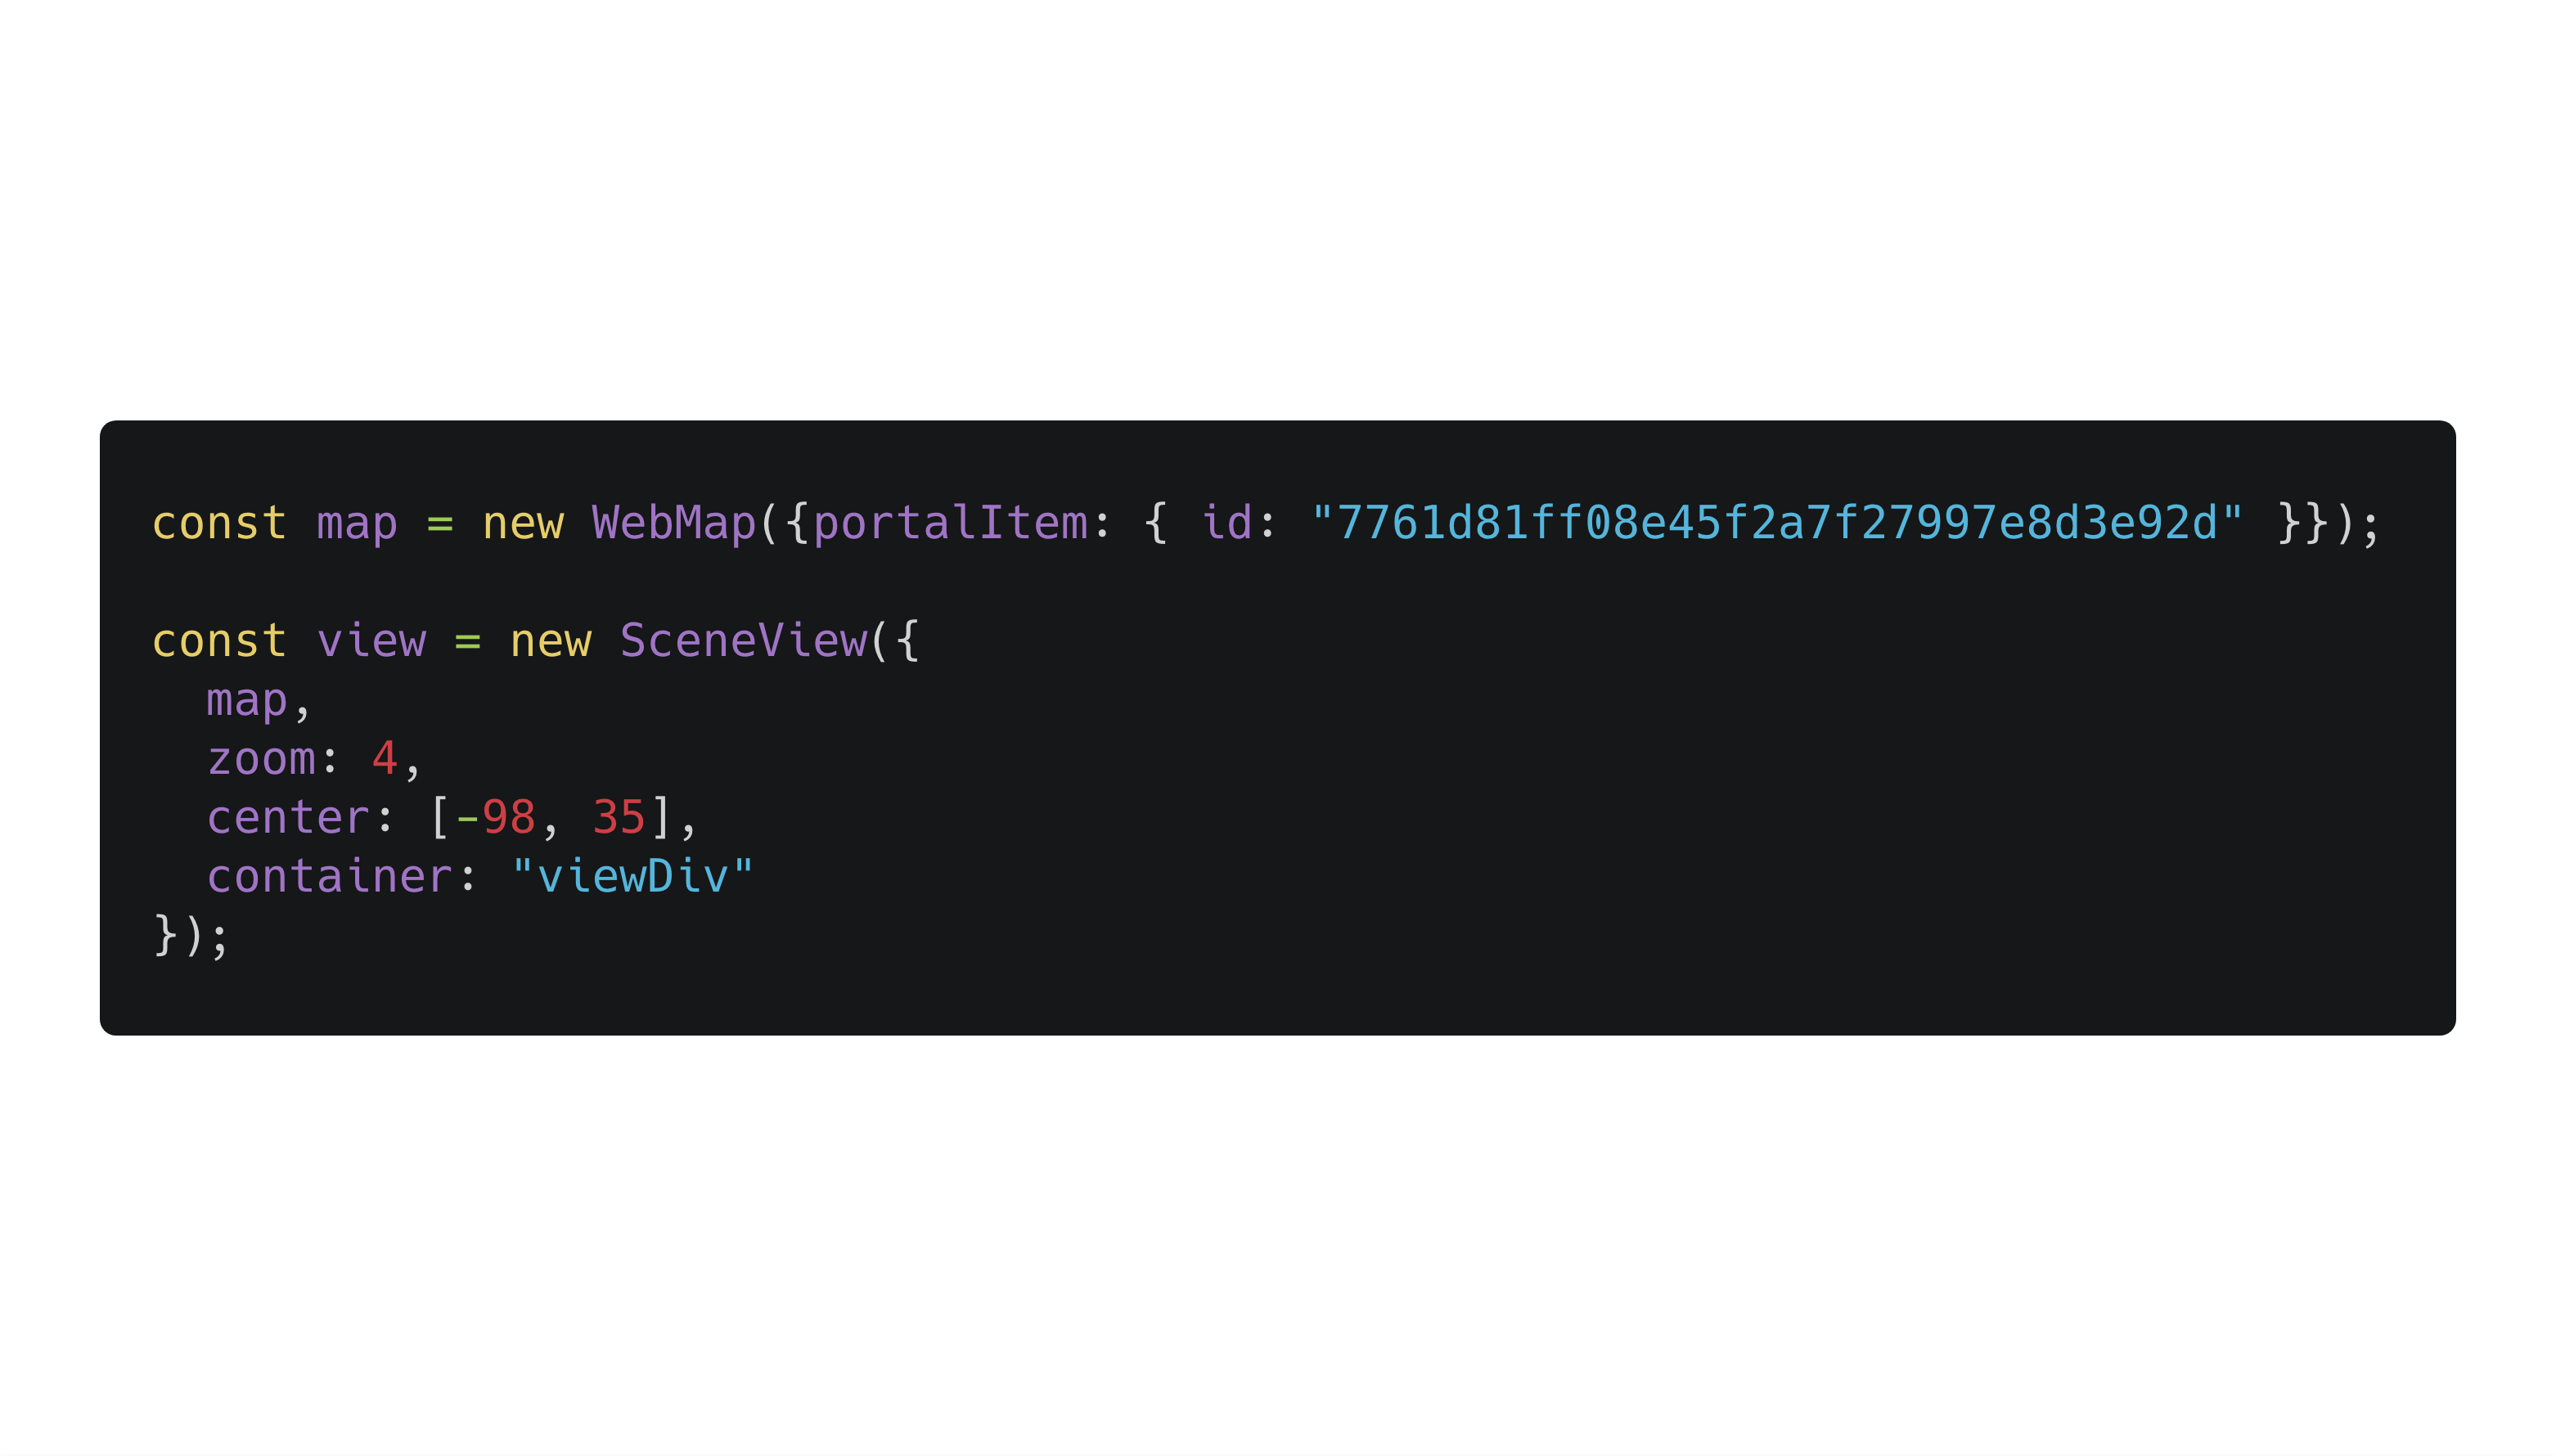 const map = new WebMap({portalItem: { id: "7761d81ff08e45f2a7f27997e8d3e92d" }});
const view = new SceneView({
  map,
  zoom: 4,
  center: [-98, 35],
  container: "viewDiv"
});